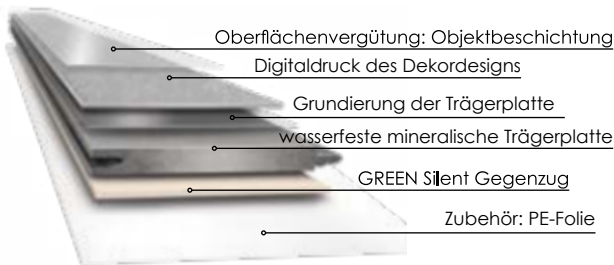 Oberflächenvergütung: Objektbeschichtung
Digitaldruck des Dekordesigns
Grundierung der Trägerplatte
wasserfeste mineralische Trägerplatte
GREEN Silent Gegenzug
Zubehör: PE-Folie